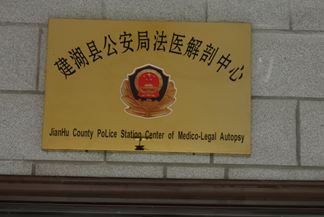 建湖县公安局法医解剖中心
JianHu County PoLice Station Center of Medico-Legal Autopsy